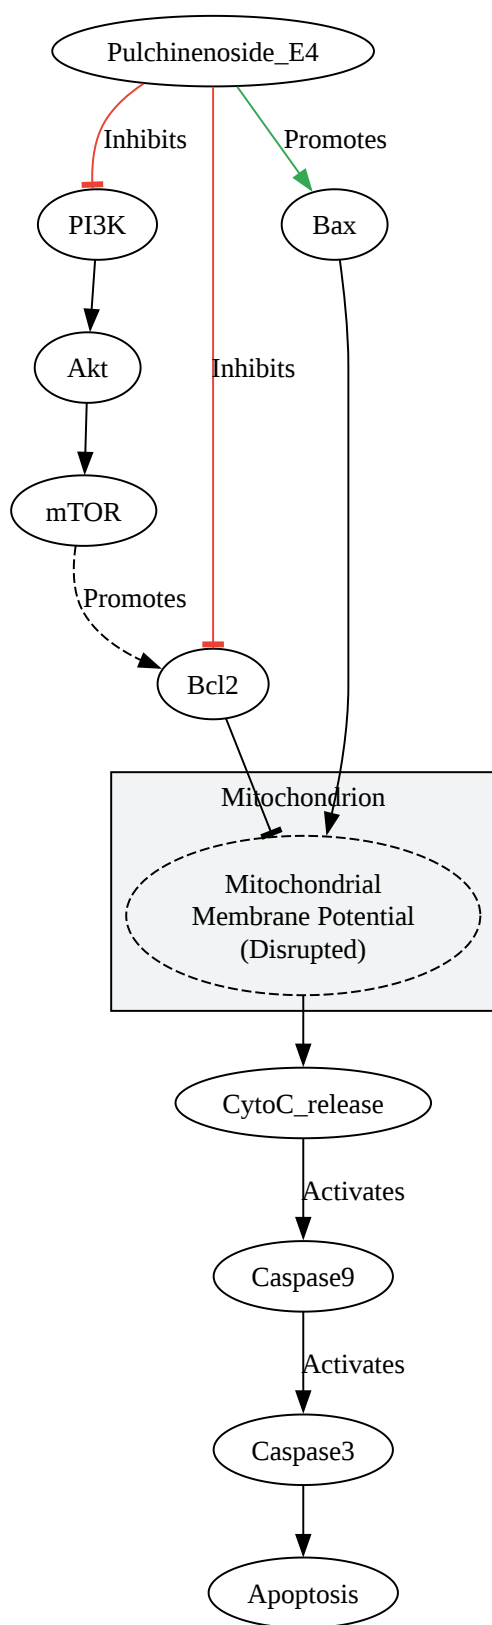 Pulchinenoside_E4
Inhibits
Promotes
PI3K
Bax
Akt
Inhibits
mTOR
Promotes
Bcl2
Mitochondrion
Mitochondrial
Membrane Potential
(Disrupted)
CytoC_release
Activates
Caspase9
Activates
Caspase3
Apoptosis